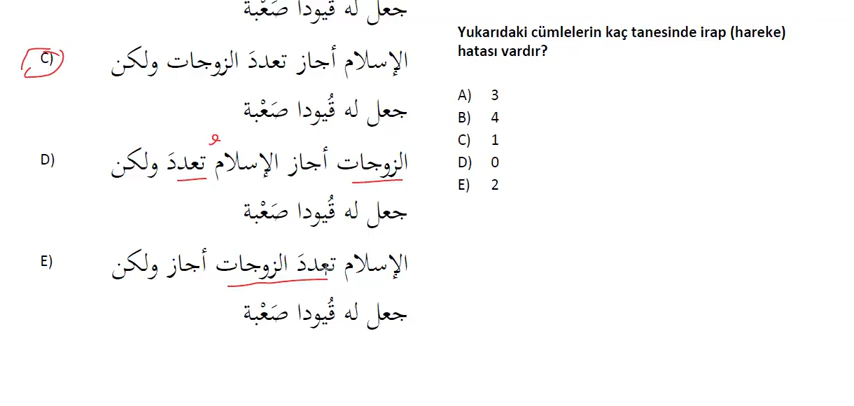 جعل له قُيودا صَعْبة
C)
الإسلام أجاز تعددَ الزوجات ولكن
جعل له قُيودا صَعْبة
D)
الزوجات أجاز الإسلامُ تعددَ ولكن
جعل له قُيودا صَعْبة
E)
الإسلام تعددَ الزوجات أجاز ولكن
جعل له قُيودا صَعْبة
Yukarıdaki cümlelerin kaç tanesinde irap (hareke)
hatası vardır?
A) 3
B) 4
C) 1
D) 0
E) 2